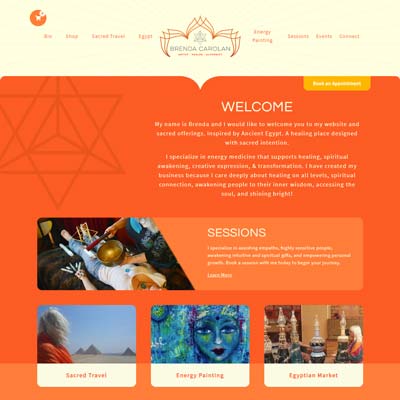 Bio
Shop
Sacred Travel
Egypt
BRENDA CAROLAN
ARTIST • HEALER • ALCHEMIST
Energy
Painting
Sessions
Events
Connect
Book an Appointment
WELCOME
My name is Brenda and I would like to welcome you to my website
and sacred offerings, inspired by Ancient Egypt. A healing place designed
with sacred intention.
I specialize in energy medicine that supports healing, spiritual
awakening, creative expression, & transformation. I have created my
business because I care deeply about healing on all levels, spiritual
connection, awakening people to their inner wisdom, accessing the
soul, and shining bright!
SESSIONS
I specialize in assisting empaths, highly sensitive people,
awakening intuitive and spiritual gifts, and empowering personal
growth. Book a session with me today to begin your journey.
Learn More
Sacred Travel
Energy Painting
Egyptian Market